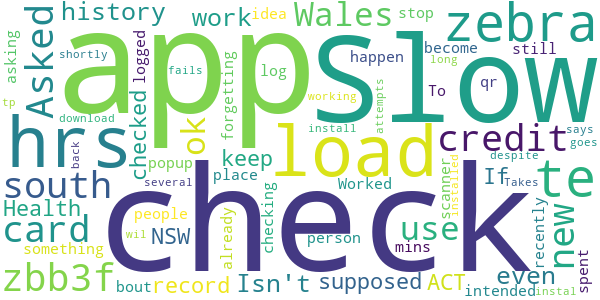 history work idea stop
Wales zebra
Asked app slow
asking shortly logged fails log happen become still
To long qr
tp forgetting attempts working
hrs checked ok load credit
download install says
back despite goes
south several popup keep place Worked If scanner installed te
Health card checking use new
people NSW already person mins even recently spent
something Takes
zbb3f bout record Isn't supposed ACT intended
wil check instal